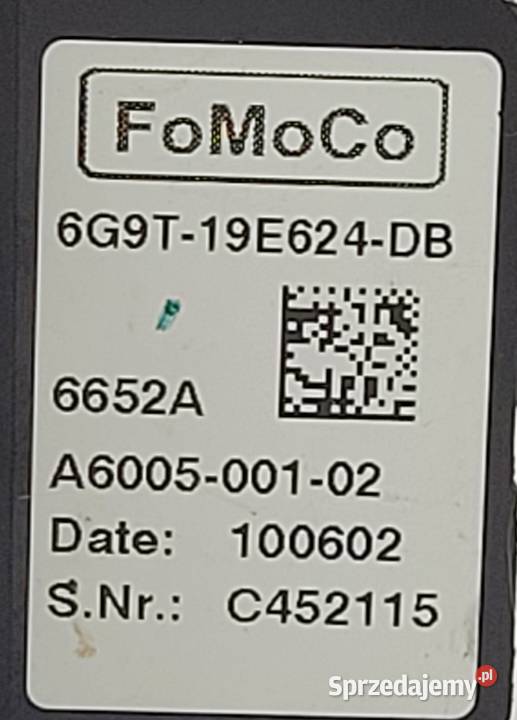 FoMoCo
6G9T-19E624-DB
6652A
A6005-001-02
Date: 100602
S.Nr.: C452115
Sprzedajemy.pl